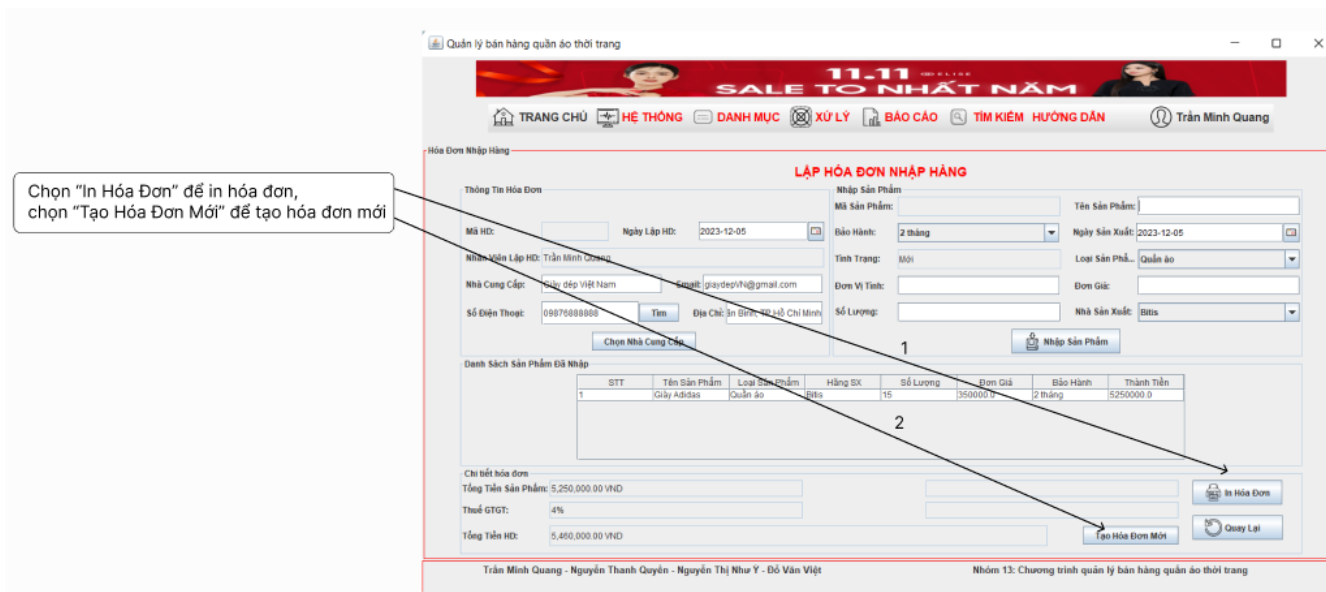 Quản lý bán hàng quần áo thời trang
11.11 ELISE
SALE TO NHẤT NĂM
TRANG CHỦ HỆ THỐNG DANH MỤC XỬ LÝ BÁO CÁO TÌM KIẾM HƯỚNG DẪN Trần Minh Quang
Hóa Đơn Nhập Hàng
LẬP HÓA ĐƠN NHẬP HÀNG
Chọn “In Hóa Đơn” để in hóa đơn,
chọn “Tạo Hóa Đơn Mới” để tạo hóa đơn mới
Thông Tin Hóa Đơn
Mã HD: Ngày Lập HD: 2023-12-05
Nhân Viên Lập HD: Trần Minh Quang
Nhà Cung Cấp: Giày dép Việt Nam Email: giaydepVN@gmail.com
Số Điện Thoại: 09876888888 Tìm Địa Chỉ: ân Bình, TP.Hồ Chí Minh
Chọn Nhà Cung Cấp
Nhập Sản Phẩm
Mã Sản Phẩm: Tên Sản Phẩm:
Bảo Hành: 2 tháng Ngày Sản Xuất: 2023-12-05
Tình Trạng: Mới Loại Sản Phẩ... Quần áo
Đơn Vị Tính: Đơn Giá:
Số Lượng: Nhà Sản Xuất: Bitis
1 Nhập Sản Phẩm
Danh Sách Sản Phẩm Đã Nhập
STT Tên Sản Phẩm Loại Sản Phẩm Hãng SX Số Lượng Đơn Giá Bảo Hành Thành Tiền
1 Giày Adidas Quần áo Bitis 15 350000.0 2 tháng 5250000.0
2
Chi tiết hóa đơn
Tổng Tiền Sản Phẩm: 5,250,000.00 VND In Hóa Đơn
Thuế GTGT: 4%
Tổng Tiền HD: 5,460,000.00 VND Tạo Hóa Đơn Mới Quay Lại
Trần Minh Quang - Nguyễn Thanh Quyên - Nguyễn Thị Như Ý - Đỗ Văn Việt Nhóm 13: Chương trình quản lý bán hàng quần áo thời trang